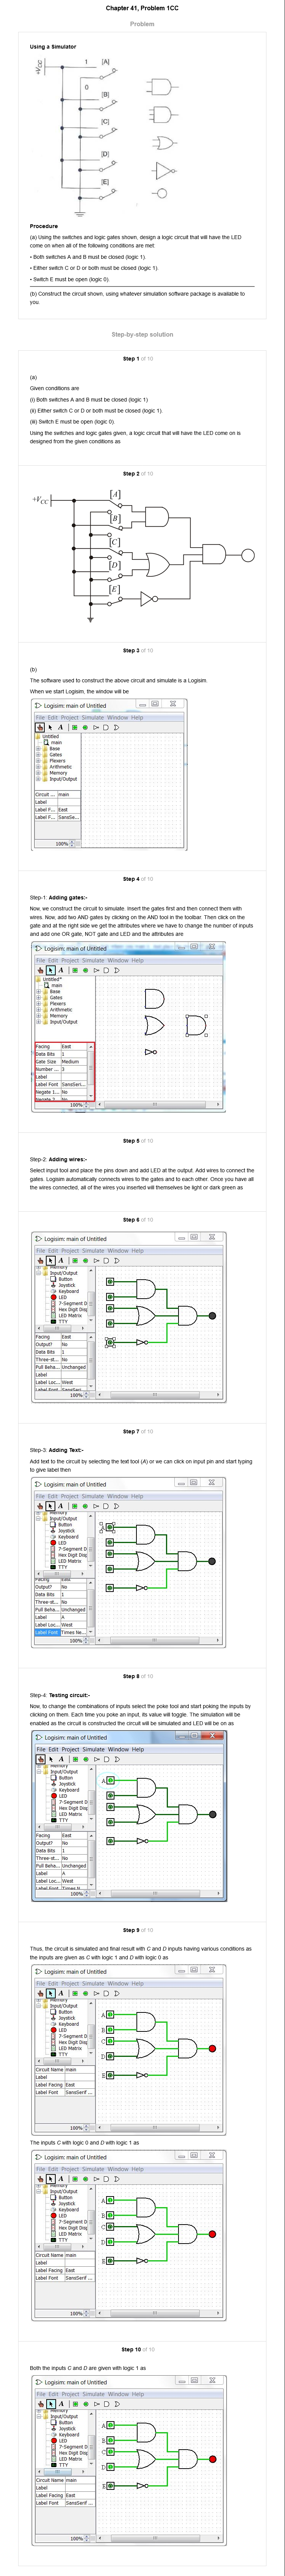 Chapter 41, Problem 1CC
Problem
Using a Simulator
+VCC
1
[A]
0
[B]
[C]
[D]
[E]
Procedure
(a) Using the switches and logic gates shown, design a logic circuit that will have the LED
come on when all of the following conditions are met:
• Both switches A and B must be closed (logic 1).
• Either switch C or D or both must be closed (logic 1).
• Switch E must be open (logic 0).
(b) Construct the circuit shown, using whatever simulation software package is available to
you.
Step-by-step solution
Step 1 of 10
(a)
Given conditions are
(i) Both switches A and B must be closed (logic 1)
(ii) Either switch C or D or both must be closed (logic 1).
(iii) Switch E must be open (logic 0).
Using the switches and logic gates given, a logic circuit that will have the LED come on is
designed from the given conditions as
Step 2 of 10
+VCC
[A]
[B]
[C]
[D]
[E]
Step 3 of 10
(b)
The software used to construct the above circuit and simulate is a Logisim.
When we start Logisim, the window will be
Logisim: main of Untitled
File Edit Project Simulate Window Help
A
Untitled
main
Base
Gates
Plexers
Arithmetic
Memory
Input/Output
Circuit ... main
Label
Label F... East
Label F... SansSe...
100%
Step 4 of 10
Step-1: Adding gates:-
Now, we construct the circuit to simulate. Insert the gates first and then connect them with
wires. Now, add two AND gates by clicking on the AND tool in the toolbar. Then click on the
gate and at the right side we get the attributes where we have to change the number of inputs
and add one OR gate, NOT gate and LED and the attributes are
Logisim: main of Untitled
File Edit Project Simulate Window Help
A
Untitled*
main
Base
Gates
Plexers
Arithmetic
Memory
Input/Output
Facing East
Data Bits 1
Gate Size Medium
Number ... 3
Label
Label Font SansSeri...
Negate 1... No
Negate 2 No
100%
Step 5 of 10
Step-2: Adding wires:-
Select input tool and place the pins down and add LED at the output. Add wires to connect the
gates. Logisim automatically connects wires to the gates and to each other. Once you have all
the wires connected, all of the wires you inserted will themselves be light or dark green as
Step 6 of 10
Logisim: main of Untitled
File Edit Project Simulate Window Help
A
Memory
Input/Output
Button
Joystick
Keyboard
LED
7-Segment D
Hex Digit Disp
LED Matrix
TTY
Facing East
Output? No
Data Bits 1
Three-st... No
Pull Beha... Unchanged
Label
Label Loc... West
Label Font SansSeri...
100%
Step 7 of 10
Step-3: Adding Text:-
Add text to the circuit by selecting the text tool (A) or we can click on input pin and start typing
to give label then
Logisim: main of Untitled
File Edit Project Simulate Window Help
A
Memory
Input/Output
Button
Joystick
Keyboard
LED
7-Segment D
Hex Digit Disp
LED Matrix
TTY
Facing East
Output? No
Data Bits 1
Three-st... No
Pull Beha... Unchanged
Label A
Label Loc... West
Label Font Times Ne...
100%
Step 8 of 10
Step-4: Testing circuit:-
Now, to change the combinations of inputs select the poke tool and start poking the inputs by
clicking on them. Each time you poke an input, its value will toggle. The simulation will be
enabled as the circuit is constructed the circuit will be simulated and LED will be on as
Logisim: main of Untitled
File Edit Project Simulate Window Help
A
Memory
Input/Output
Button
Joystick
Keyboard
LED
7-Segment D
Hex Digit Disp
LED Matrix
TTY
A
Facing East
Output? No
Data Bits 1
Three-st... No
Pull Beha... Unchanged
Label A
Label Loc... West
Label Font Times N
100%
Step 9 of 10
Thus, the circuit is simulated and final result with C and D inputs having various conditions as
the inputs are given as C with logic 1 and D with logic 0 as
Logisim: main of Untitled
File Edit Project Simulate Window Help
A
Memory
Input/Output
Button
Joystick
Keyboard
LED
7-Segment D
Hex Digit Disp
LED Matrix
TTY
A
B
C
D
E
Circuit Name main
Label
Label Facing East
Label Font SansSerif ...
100%
The inputs C with logic 0 and D with logic 1 as
Logisim: main of Untitled
File Edit Project Simulate Window Help
A
Memory
Input/Output
Button
Joystick
Keyboard
LED
7-Segment D
Hex Digit Disp
LED Matrix
TTY
A
B
C
D
E
Circuit Name main
Label
Label Facing East
Label Font SansSerif ...
100%
Step 10 of 10
Both the inputs C and D are given with logic 1 as
Logisim: main of Untitled
File Edit Project Simulate Window Help
A
Memory
Input/Output
Button
Joystick
Keyboard
LED
7-Segment D
Hex Digit Disp
LED Matrix
TTY
A
B
C
D
E
Circuit Name main
Label
Label Facing East
Label Font SansSerif ...
100%